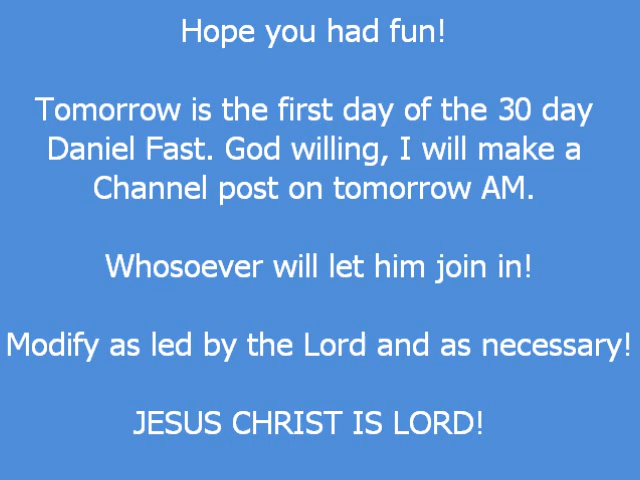 Hope you had fun!
Tomorrow is the first day of the 30 day
Daniel Fast. God willing, I will make a
Channel post on tomorrow AM.
Whosoever will let him join in!
Modify as led by the Lord and as necessary!
JESUS CHRIST IS LORD!